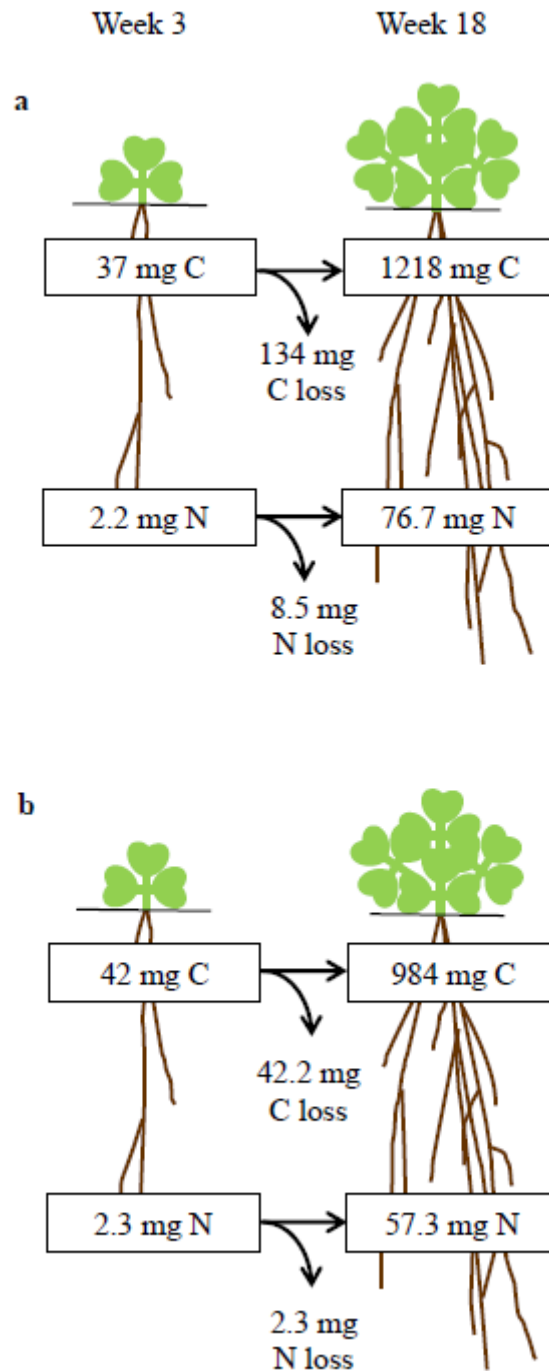 Week 3 Week 18
a
37 mg C 1218 mg C
134 mg
C loss
2.2 mg N 76.7 mg N
8.5 mg
N loss
b
42 mg C 984 mg C
42.2 mg
C loss
2.3 mg N 57.3 mg N
2.3 mg
N loss